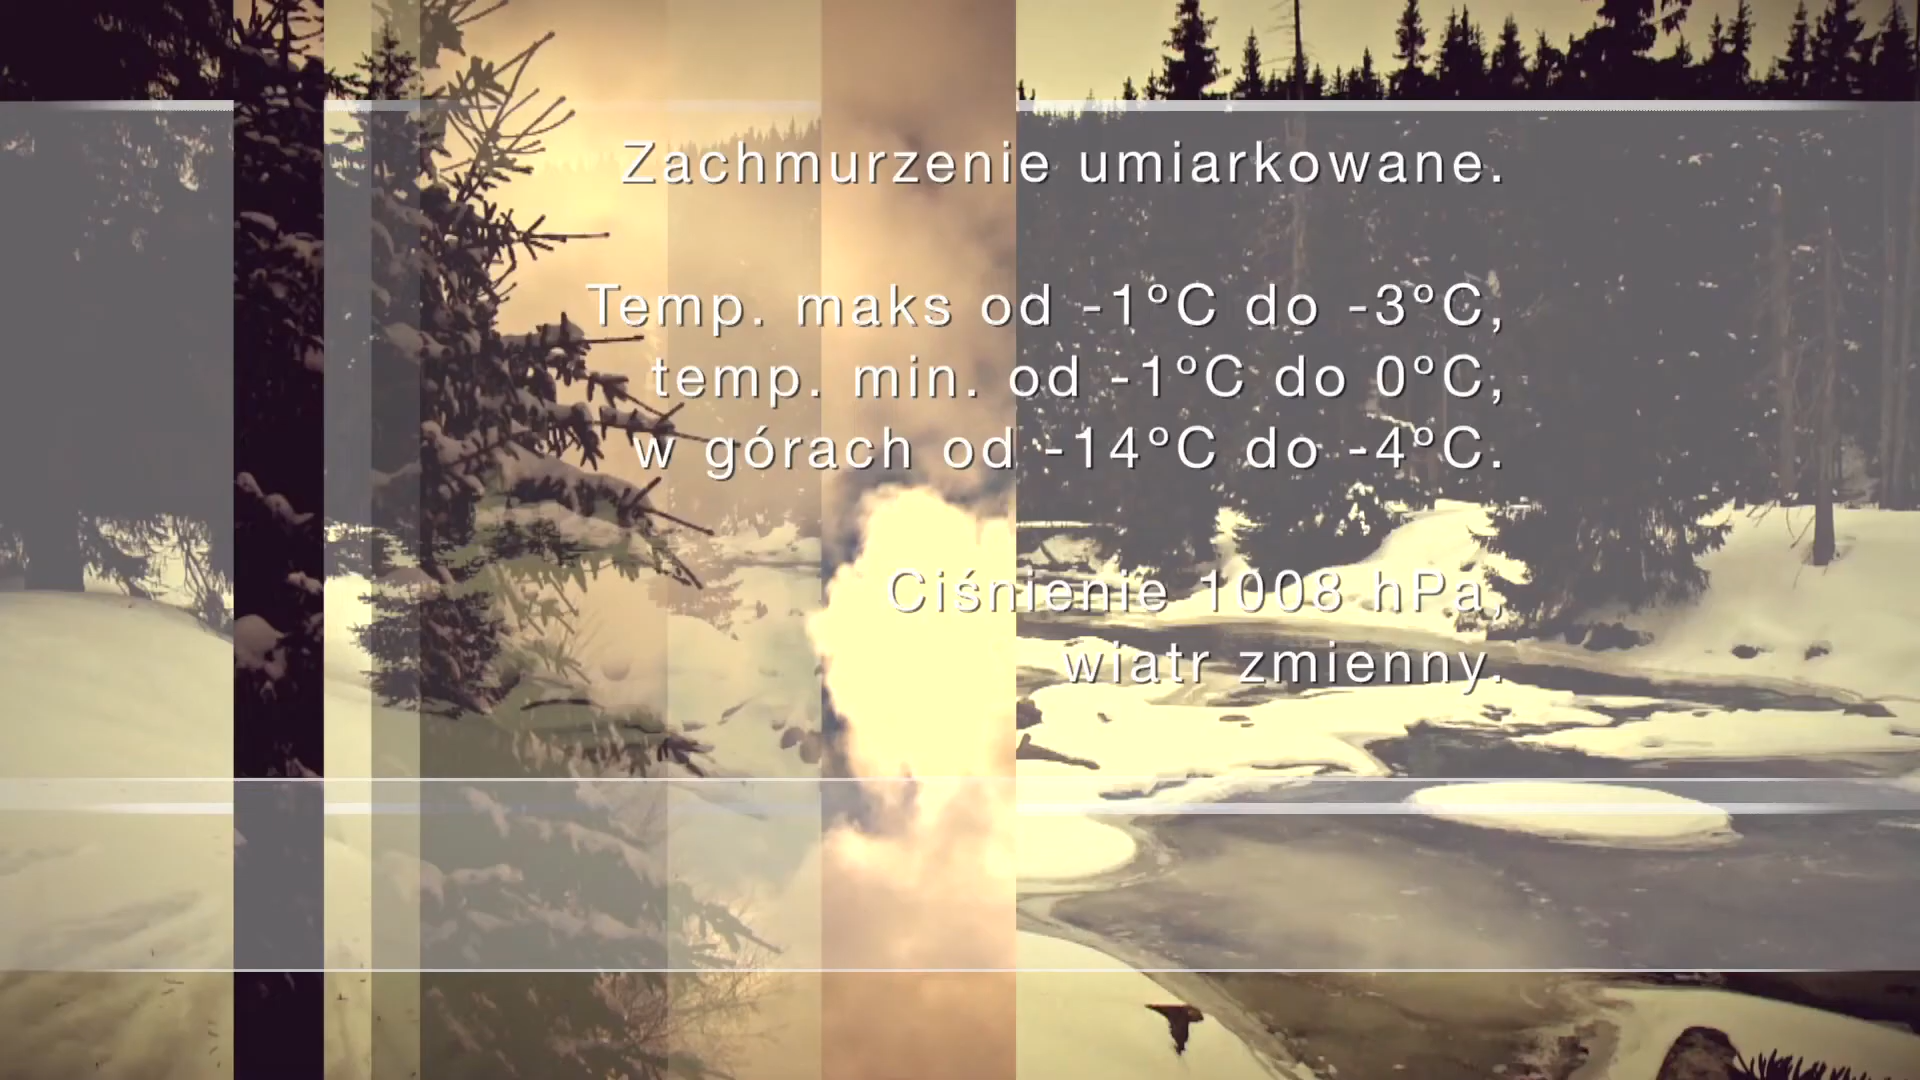 Zachmurzenie umiarkowane.
Temp. maks od -1°C do -3°C,
temp. min. od -1°C do 0°C,
w górach od -14°C do -4°C.
Ciśnienie 1008 hPa,
wiatr zmienny.